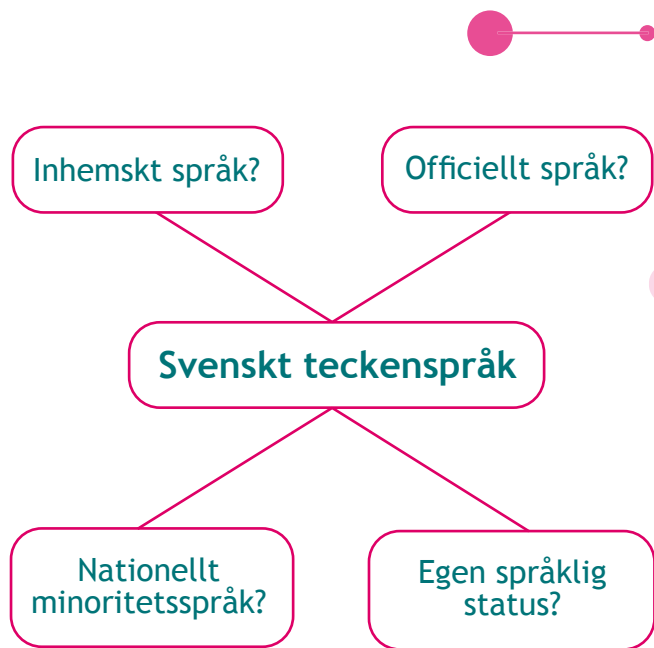 Inhemskt språk?
Officiellt språk?
Svenskt teckenspråk
Nationellt
minoritetsspråk?
Egen språklig
status?